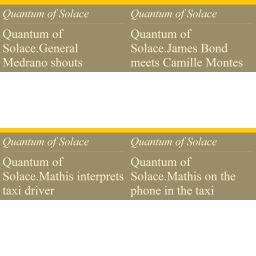 Quantum of Solace
Quantum of
Solace.General
Medrano shouts
Quantum of Solace
Quantum of
Solace.James Bond
meets Camille Montes
Quantum of Solace
Quantum of
Solace.Mathis interprets
taxi driver
Quantum of Solace
Quantum of
Solace.Mathis on the
phone in the taxi